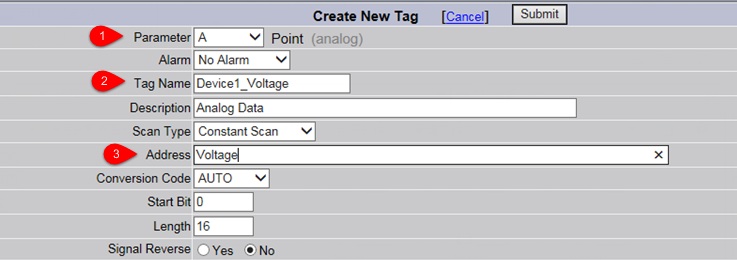 Create New Tag [Cancel] Submit
1 Parameter A Point (analog)
Alarm No Alarm
2 Tag Name Device1_Voltage
Description Analog Data
Scan Type Constant Scan
3 Address Voltage ×
Conversion Code AUTO
Start Bit 0
Length 16
Signal Reverse Yes No